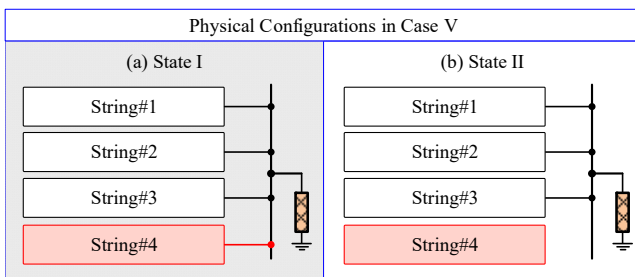 Physical Configurations in Case V
(a) State I
String#1
String#2
String#3
String#4
(b) State II
String#1
String#2
String#3
String#4